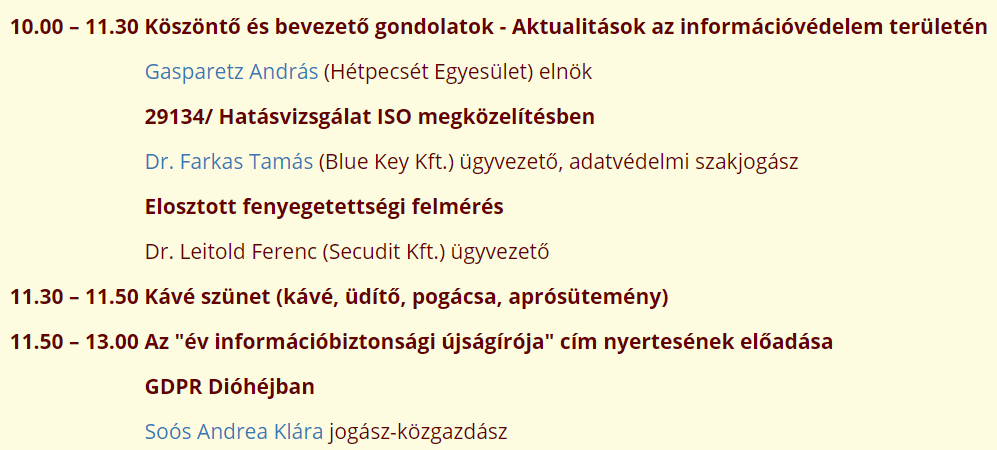 10.00 – 11.30 Köszöntő és bevezető gondolatok - Aktualitások az információvédelem területén
Gasparetz András (Hétpecsét Egyesület) elnök
29134/ Hatásvizsgálat ISO megközelítésben
Dr. Farkas Tamás (Blue Key Kft.) ügyvezető, adatvédelmi szakjogász
Elosztott fenyegetettségi felmérés
Dr. Leitold Ferenc (Secudit Kft.) ügyvezető
11.30 – 11.50 Kávé szünet (kávé, üdítő, pogácsa, aprósütemény)
11.50 – 13.00 Az "év információbiztonsági újságírója" cím nyertesének előadása
GDPR Dióhéjban
Soós Andrea Klára jogász-közgazdász